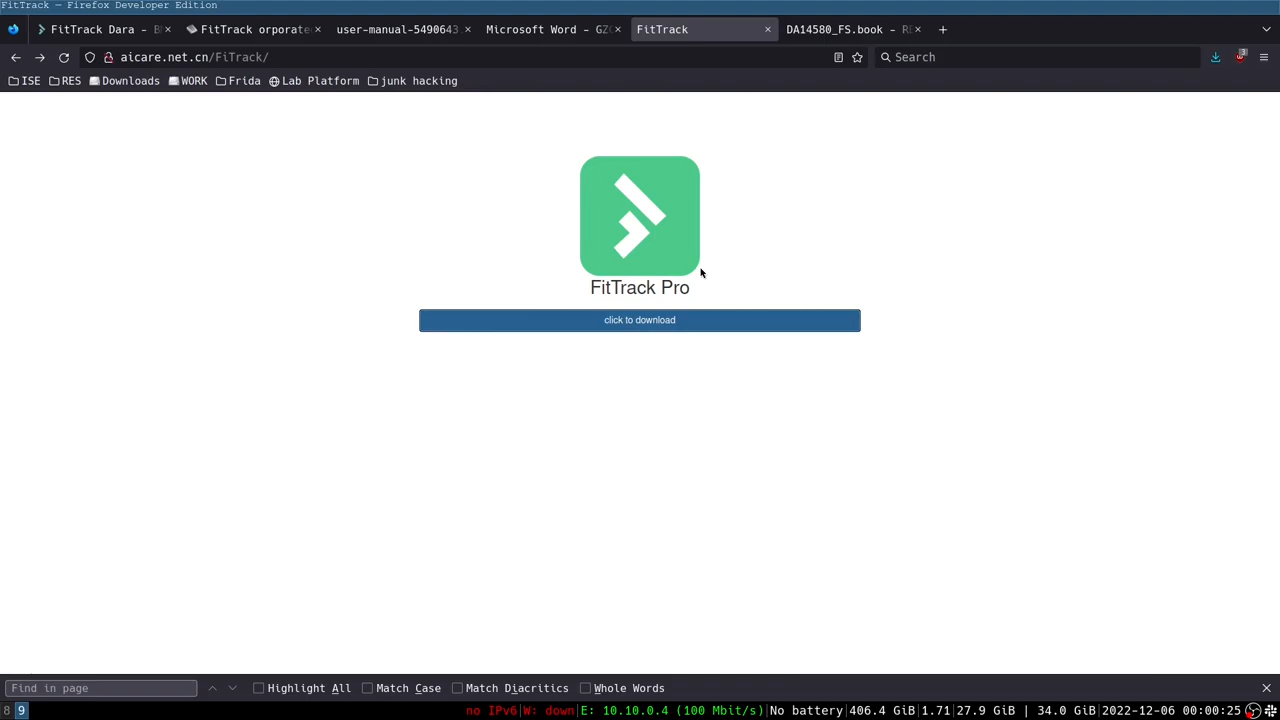 FitTrack — Firefox Developer Edition
FitTrack Dara - B
FitTrack orporate
user-manual-5490643
Microsoft Word - GZ
FitTrack
DA14580_FS.book - R
aicare.net.cn/FiTrack/
Search
3
ISE RES Downloads WORK Frida Lab Platform junk hacking
FitTrack Pro
click to download
Find in page
Highlight All
Match Case
Match Diacritics
Whole Words
8 9
no IPv6|W: down|E: 10.10.0.4 (100 Mbit/s)|No battery|406.4 GiB|1.71|27.9 GiB | 34.0 GiB|2022-12-06 00:00:25